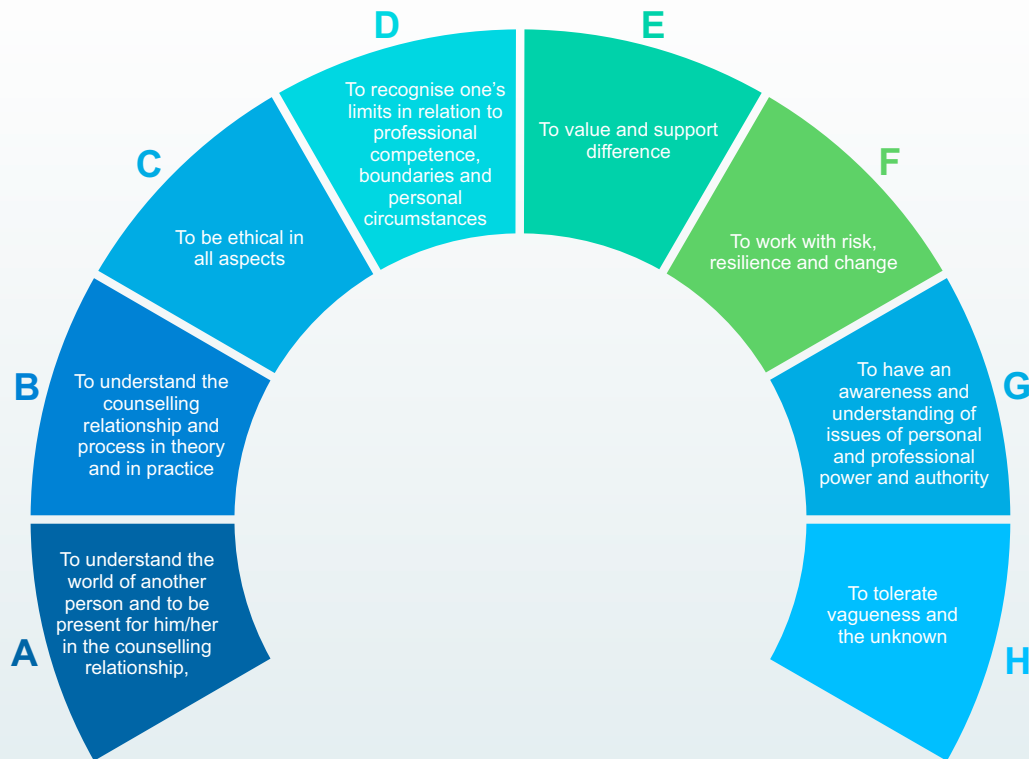 A
To understand the
world of another
person and to be
present for him/her
in the counselling
relationship,
B
To understand the
counselling
relationship and
process in theory
and in practice
C
To be ethical in
all aspects
D
To recognise one’s
limits in relation to
professional
competence,
boundaries and
personal
circumstances
E
To value and support
difference
F
To work with risk,
resilience and change
G
To have an
awareness and
understanding of
issues of personal
and professional
power and authority
H
To tolerate
vagueness and
the unknown